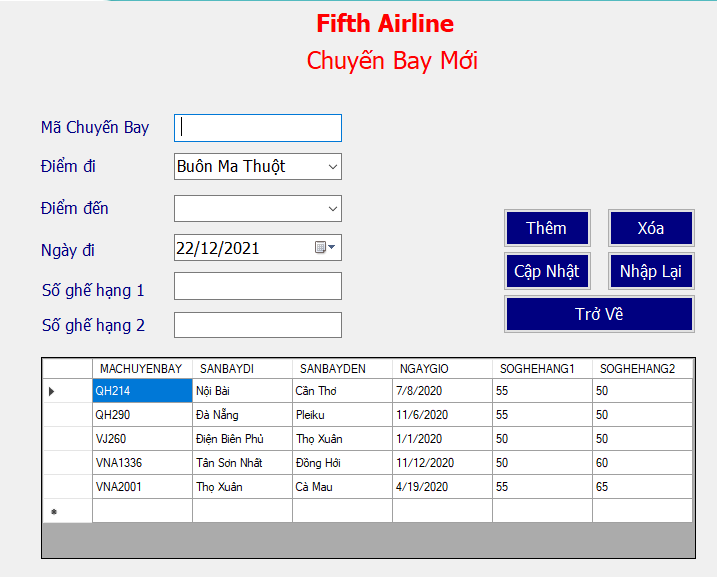 Fifth Airline
Chuyến Bay Mới
Mã Chuyến Bay
Điểm đi Buôn Ma Thuột
Điểm đến
Ngày đi 22/12/2021
Số ghế hạng 1
Số ghế hạng 2
Thêm Xóa
Cập Nhật Nhập Lại
Trở Về
MACHUYENBAY SANBAYDI SANBAYDEN NGAYGIO SOGHEHANG1 SOGHEHANG2
QH214 Nội Bài Cần Thơ 7/8/2020 55 50
QH290 Đà Nẵng Pleiku 11/6/2020 55 50
VJ260 Điện Biên Phủ Thọ Xuân 1/1/2020 50 50
VNA1336 Tân Sơn Nhất Đồng Hới 11/12/2020 50 60
VNA2001 Thọ Xuân Cà Mau 4/19/2020 55 65